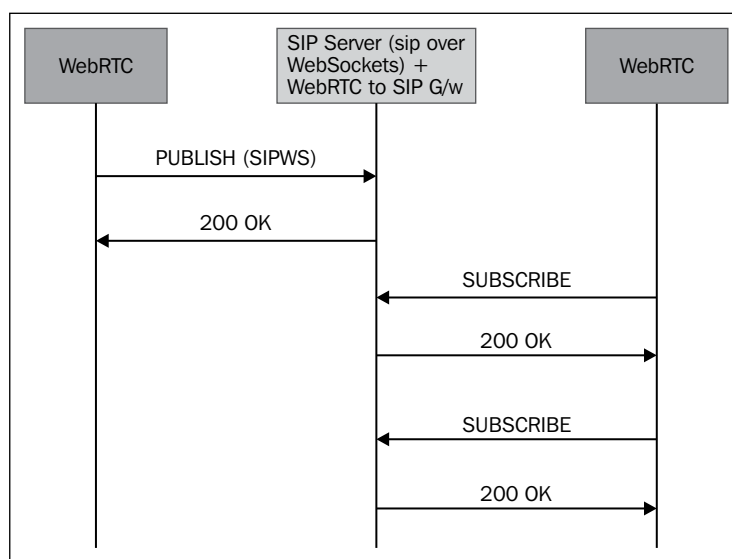 WebRTC
SIP Server (sip over
WebSockets) +
WebRTC to SIP G/w
WebRTC
PUBLISH (SIPWS)
200 OK
SUBSCRIBE
200 OK
SUBSCRIBE
200 OK